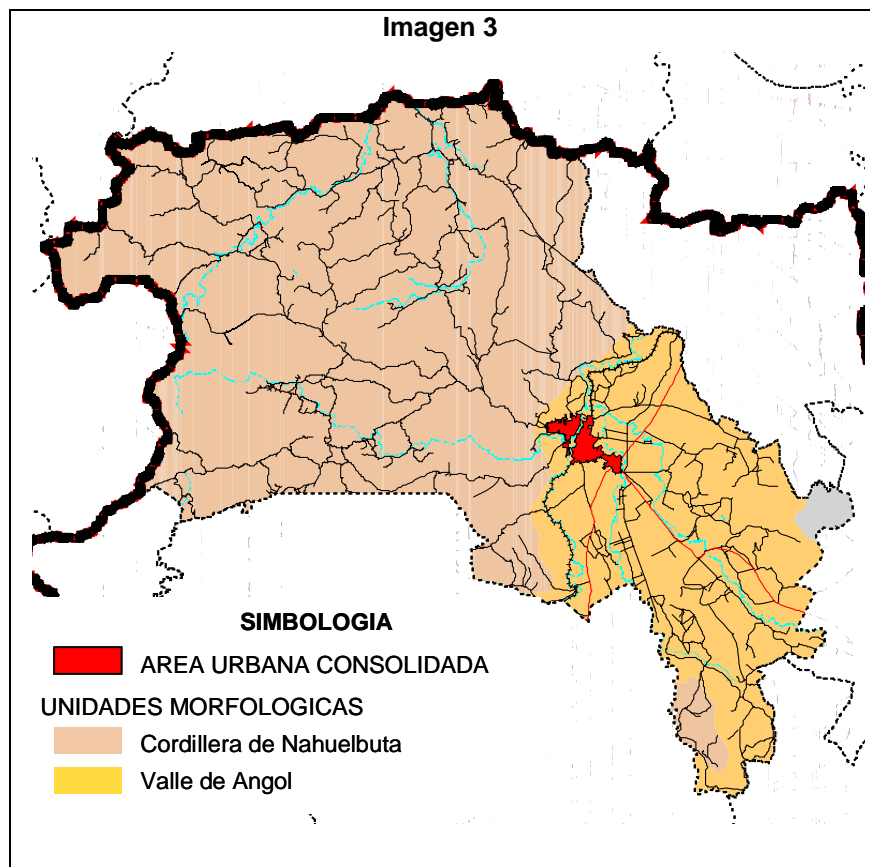 Imagen 3
SIMBOLOGIA
AREA URBANA CONSOLIDADA
UNIDADES MORFOLOGICAS
Cordillera de Nahuelbuta
Valle de Angol